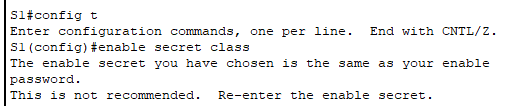 S1#config t
Enter configuration commands, one per line.  End with CNTL/Z.
S1(config)#enable secret class
The enable secret you have chosen is the same as your enable
password.
This is not recommended.  Re-enter the enable secret.